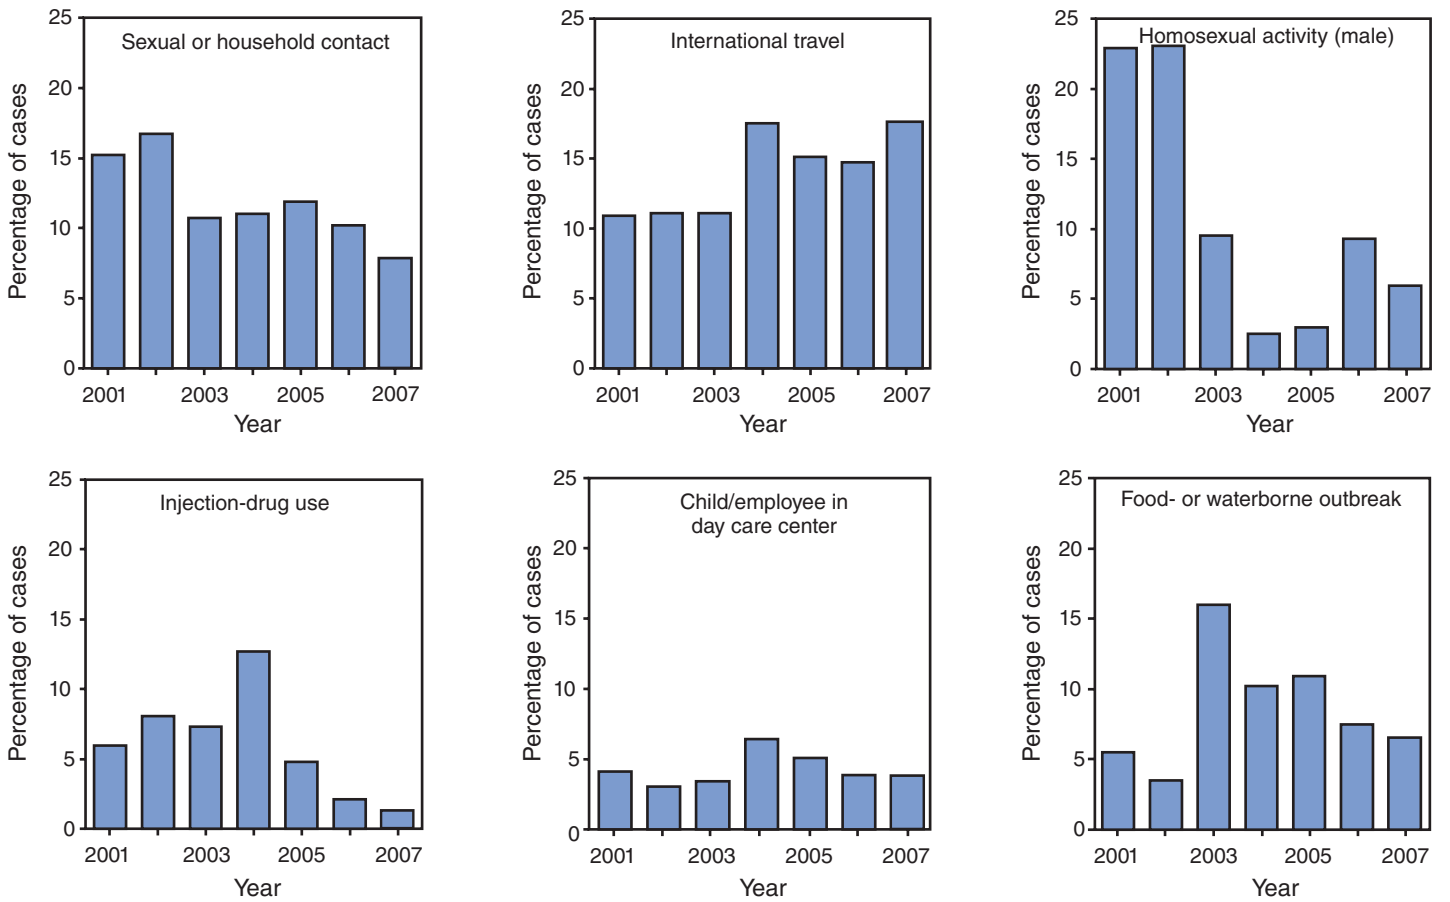 Percentage of cases
25
20
15
10
5
0
Sexual or household contact
2001 2003 2005 2007
Year
Percentage of cases
25
20
15
10
5
0
International travel
2001 2003 2005 2007
Year
Percentage of cases
25
20
15
10
5
0
Homosexual activity (male)
2001 2003 2005 2007
Year
Percentage of cases
25
20
15
10
5
0
Injection-drug use
2001 2003 2005 2007
Year
Percentage of cases
25
20
15
10
5
0
Child/employee in
day care center
2001 2003 2005 2007
Year
Percentage of cases
25
20
15
10
5
0
Food- or waterborne outbreak
2001 2003 2005 2007
Year